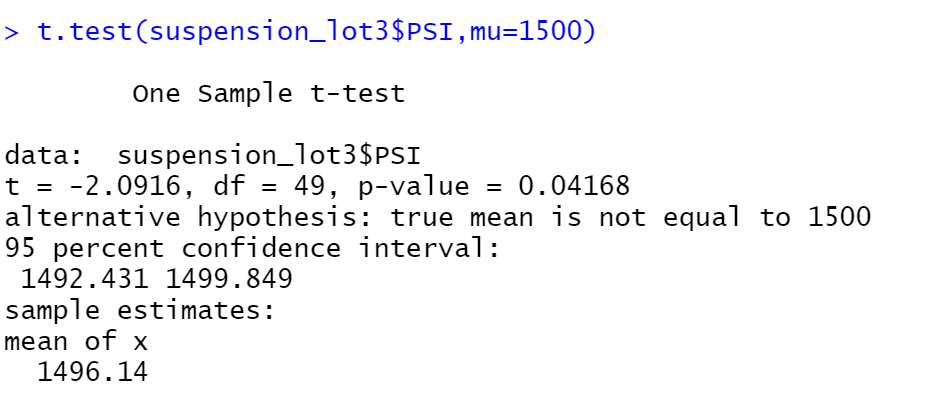 > t.test(suspension_lot3$PSI,mu=1500)
One Sample t-test
data:  suspension_lot3$PSI
t = -2.0916, df = 49, p-value = 0.04168
alternative hypothesis: true mean is not equal to 1500
95 percent confidence interval:
1492.431 1499.849
sample estimates:
mean of x
1496.14